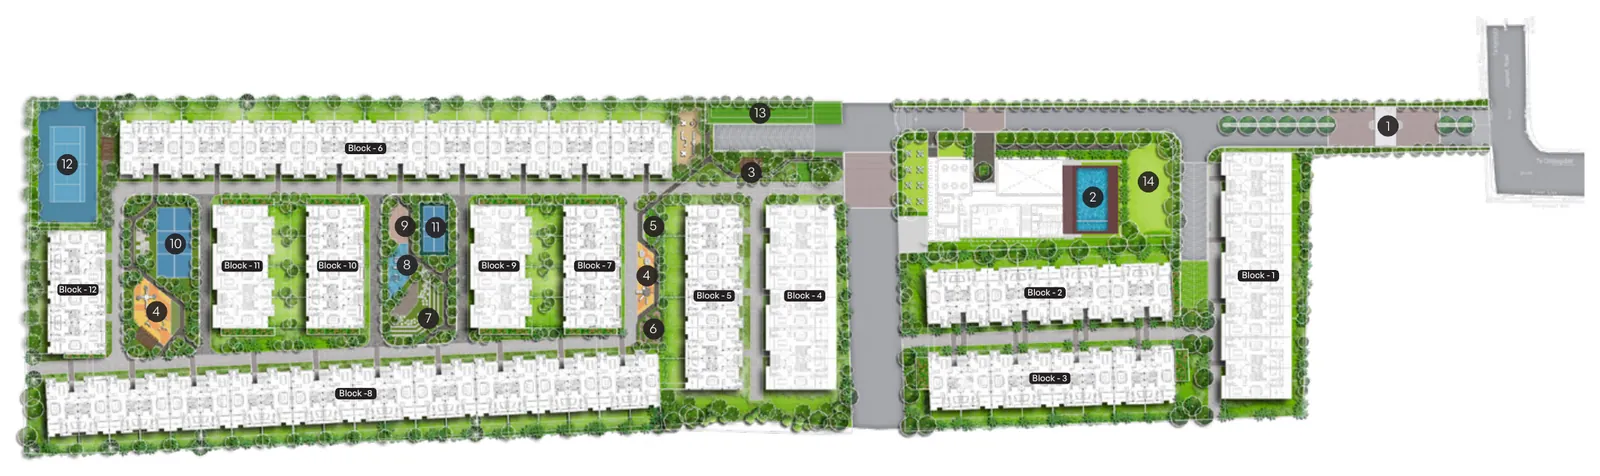 1
13
12
Block - 6
3
14
2
5
9
11
10
Block - 11
Block - 10
8
Block - 9
Block - 7
4
Block - 1
Block - 12
Block - 5
Block - 4
Block - 2
4
7
6
Block - 3
Block -8